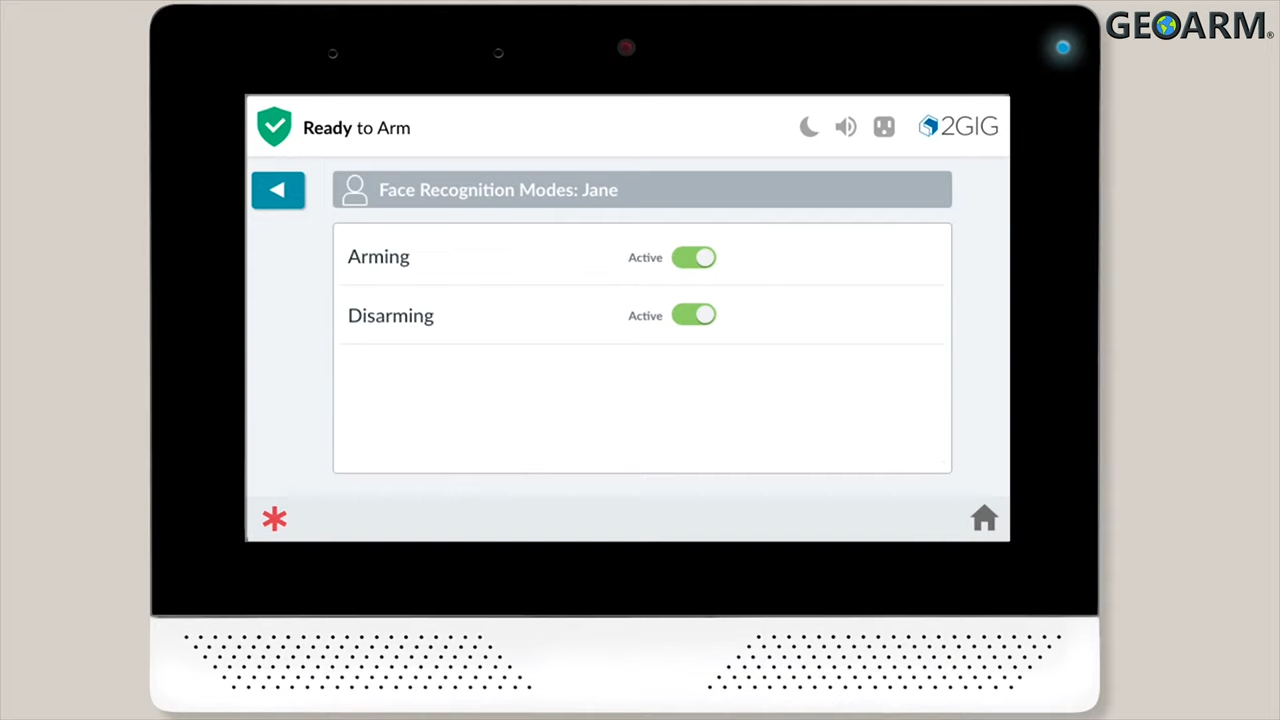 GEOARM®
Ready to Arm
2GIG
Face Recognition Modes: Jane
Arming Active
Disarming Active